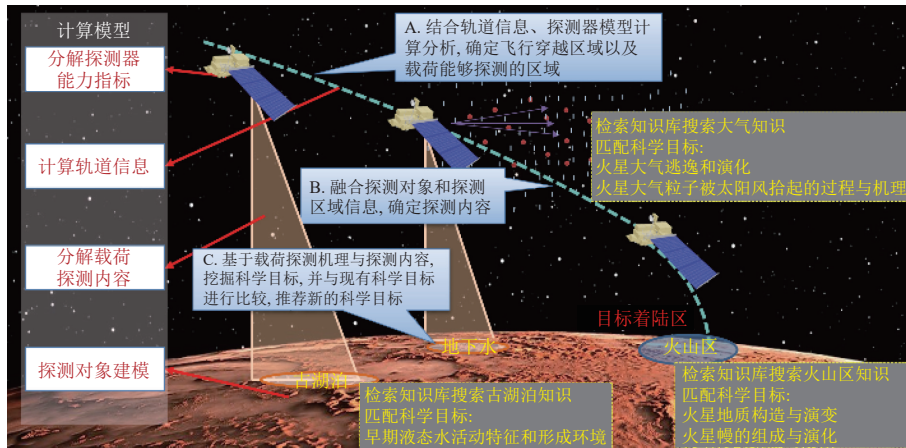 计算模型
分解探测器
能力指标
计算轨道信息
分解载荷
探测内容
探测对象建模
A. 结合轨道信息、探测器模型计
算分析, 确定飞行穿越区域以及
载荷能够探测的区域
B. 融合探测对象和探测
区域信息, 确定探测内容
C. 基于载荷探测机理与探测内容,
挖掘科学目标, 并与现有科学目标
进行比较, 推荐新的科学目标
检索知识库搜索大气知识
匹配科学目标:
火星大气逃逸和演化
火星大气粒子被太阳风拾起的过程与机理
目标着陆区
古湖泊
地下水
火山区
检索知识库搜索古湖泊知识
匹配科学目标:
早期液态水活动特征和形成环境
检索知识库搜索火山区知识
匹配科学目标:
火星地质构造与演变
火星幔的组成与演化